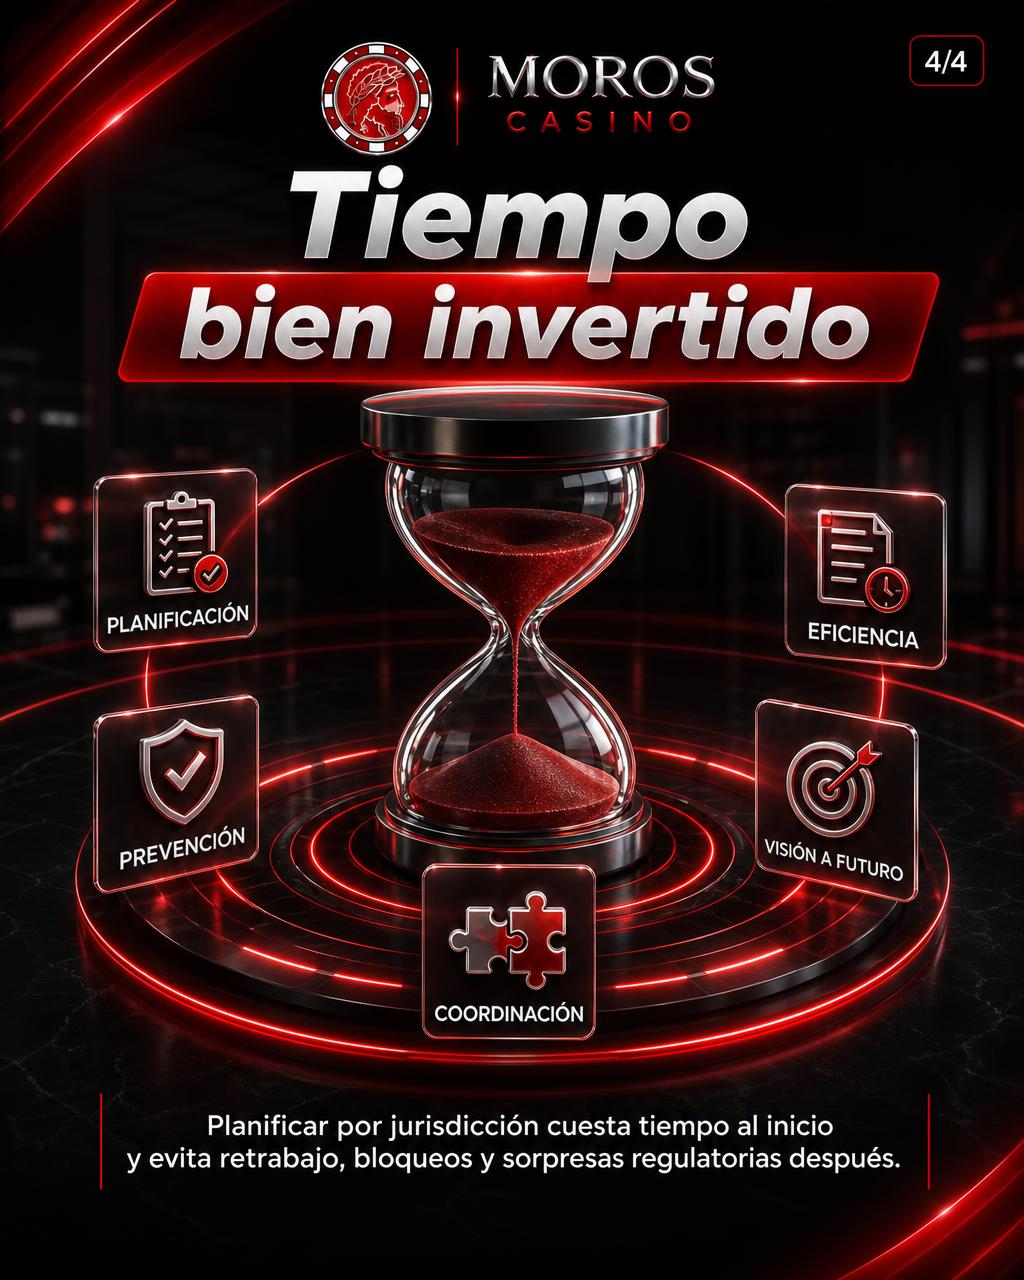 MOROS
CASINO
4/4
Tiempo
bien invertido
PLANIFICACIÓN
EFICIENCIA
PREVENCIÓN
VISIÓN A FUTURO
COORDINACIÓN
Planificar por jurisdicción cuesta tiempo al inicio
y evita retrabajo, bloqueos y sorpresas regulatorias después.